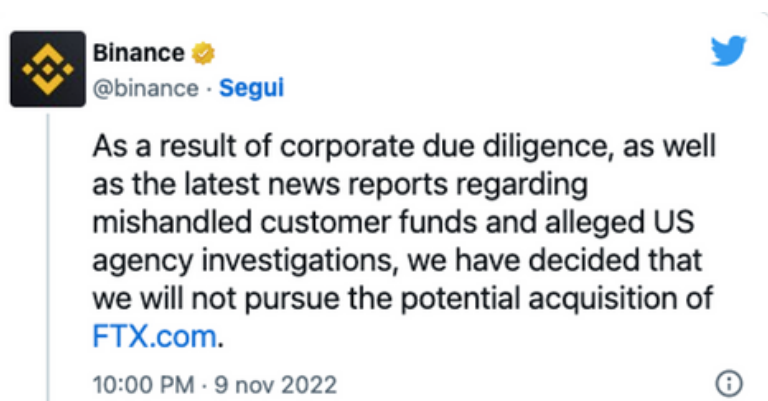 Binance
@binance · Segui
As a result of corporate due diligence, as well
as the latest news reports regarding
mishandled customer funds and alleged US
agency investigations, we have decided that
we will not pursue the potential acquisition of
FTX.com.
10:00 PM · 9 nov 2022